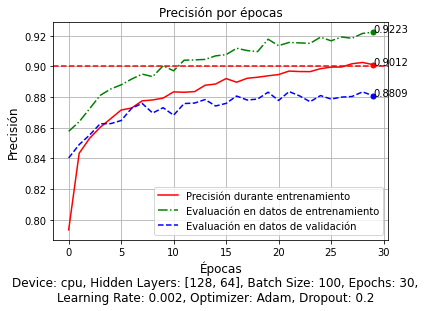 Precisión por épocas
Precisión
0.92
0.90
0.88
0.86
0.84
0.82
0.80
0.9223
0.9012
0.8809
Precisión durante entrenamiento
Evaluación en datos de entrenamiento
Evaluación en datos de validación
0 5 10 15 20 25 30
Épocas
Device: cpu, Hidden Layers: [128, 64], Batch Size: 100, Epochs: 30,
Learning Rate: 0.002, Optimizer: Adam, Dropout: 0.2